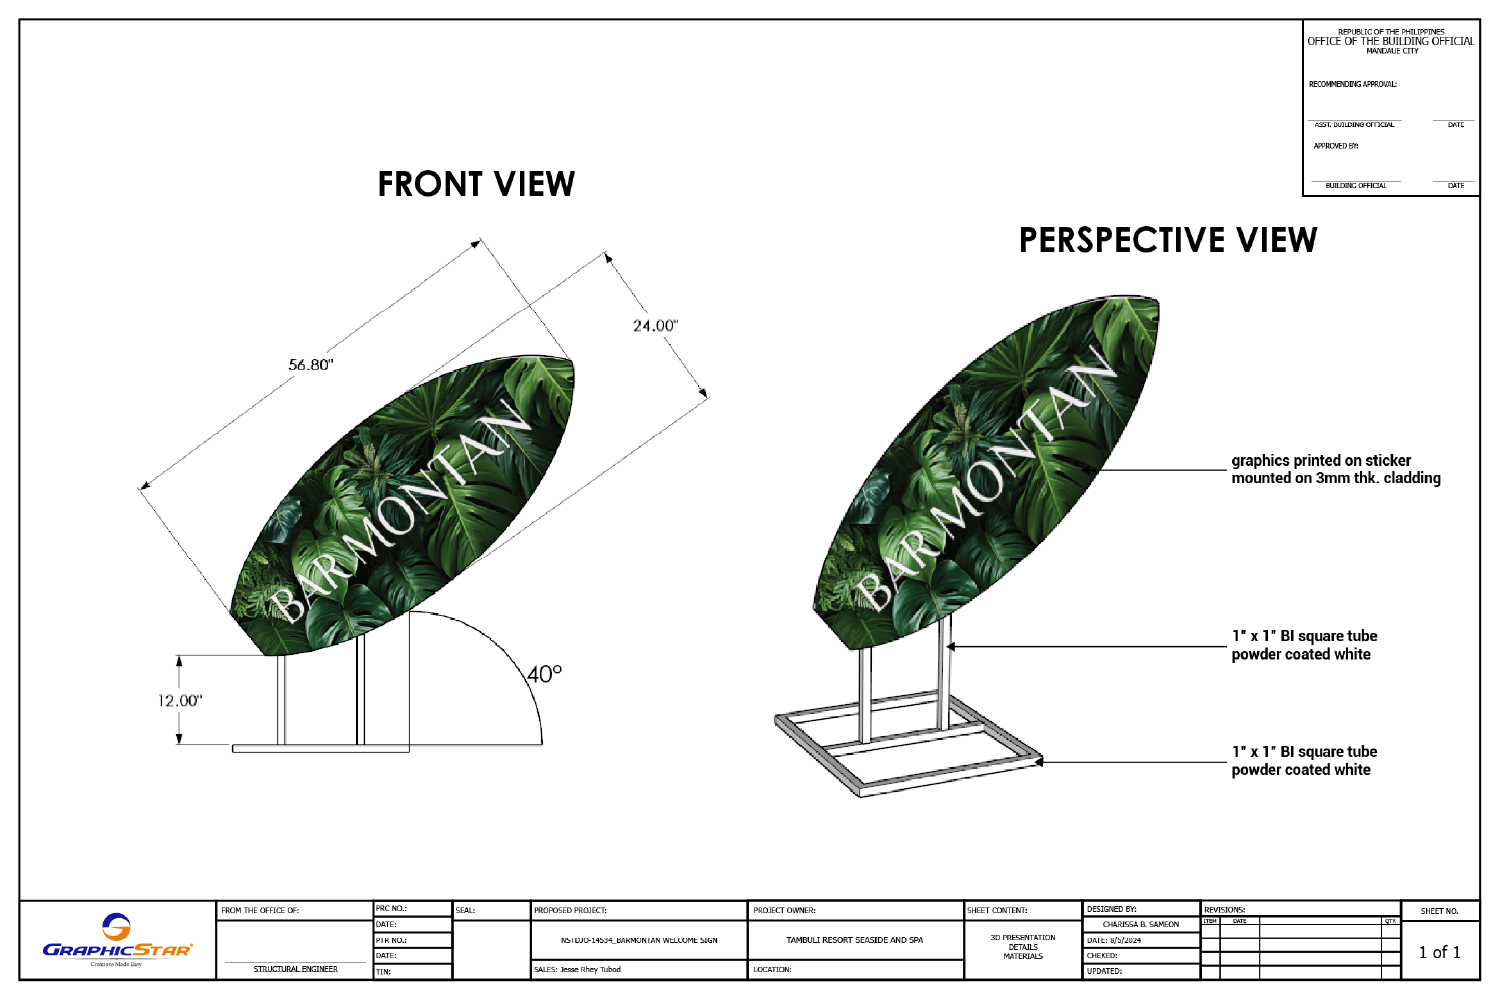 REPUBLIC OF THE PHILIPPINES
OFFICE OF THE BUILDING OFFICIAL
MANDAUE CITY
RECOMMENDING APPROVAL:
ASST. BUILDING OFFICIAL
DATE
APPROVED BY:
BUILDING OFFICIAL
DATE
FRONT VIEW
PERSPECTIVE VIEW
24.00"
56.80"
BAR MONTAN
BAR MONTAN
graphics printed on sticker
mounted on 3mm thk. cladding
1" x 1" BI square tube
powder coated white
40°
12.00"
1" x 1" BI square tube
powder coated white
GRAPHICSTAR
Creations Made Easy
FROM THE OFFICE OF:
STRUCTURAL ENGINEER
PRC NO.:
DATE:
PTR NO.:
DATE:
TIN:
SEAL:
PROPOSED PROJECT:
NSTDJO-14534_BARMONTAN WELCOME SIGN
SALES: Jesse Rhey Tubod
PROJECT OWNER:
TAMBULI RESORT SEASIDE AND SPA
LOCATION:
SHEET CONTENT:
3D PRESENTATION
DETAILS
MATERIALS
DESIGNED BY:
CHARISSA B. SAMEON
DATE: 8/5/2024
CHEKED:
UPDATED:
REVISIONS:
ITEM
DATE
QTY.
SHEET NO.
1 of 1